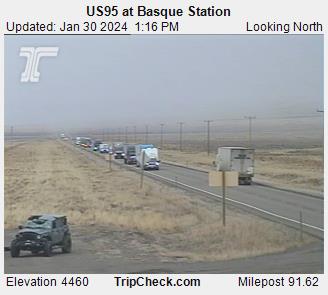 US95 at Basque Station
Updated: Jan 30 2024 1:16 PM Looking North
Elevation 4460 TripCheck.com Milepost 91.62